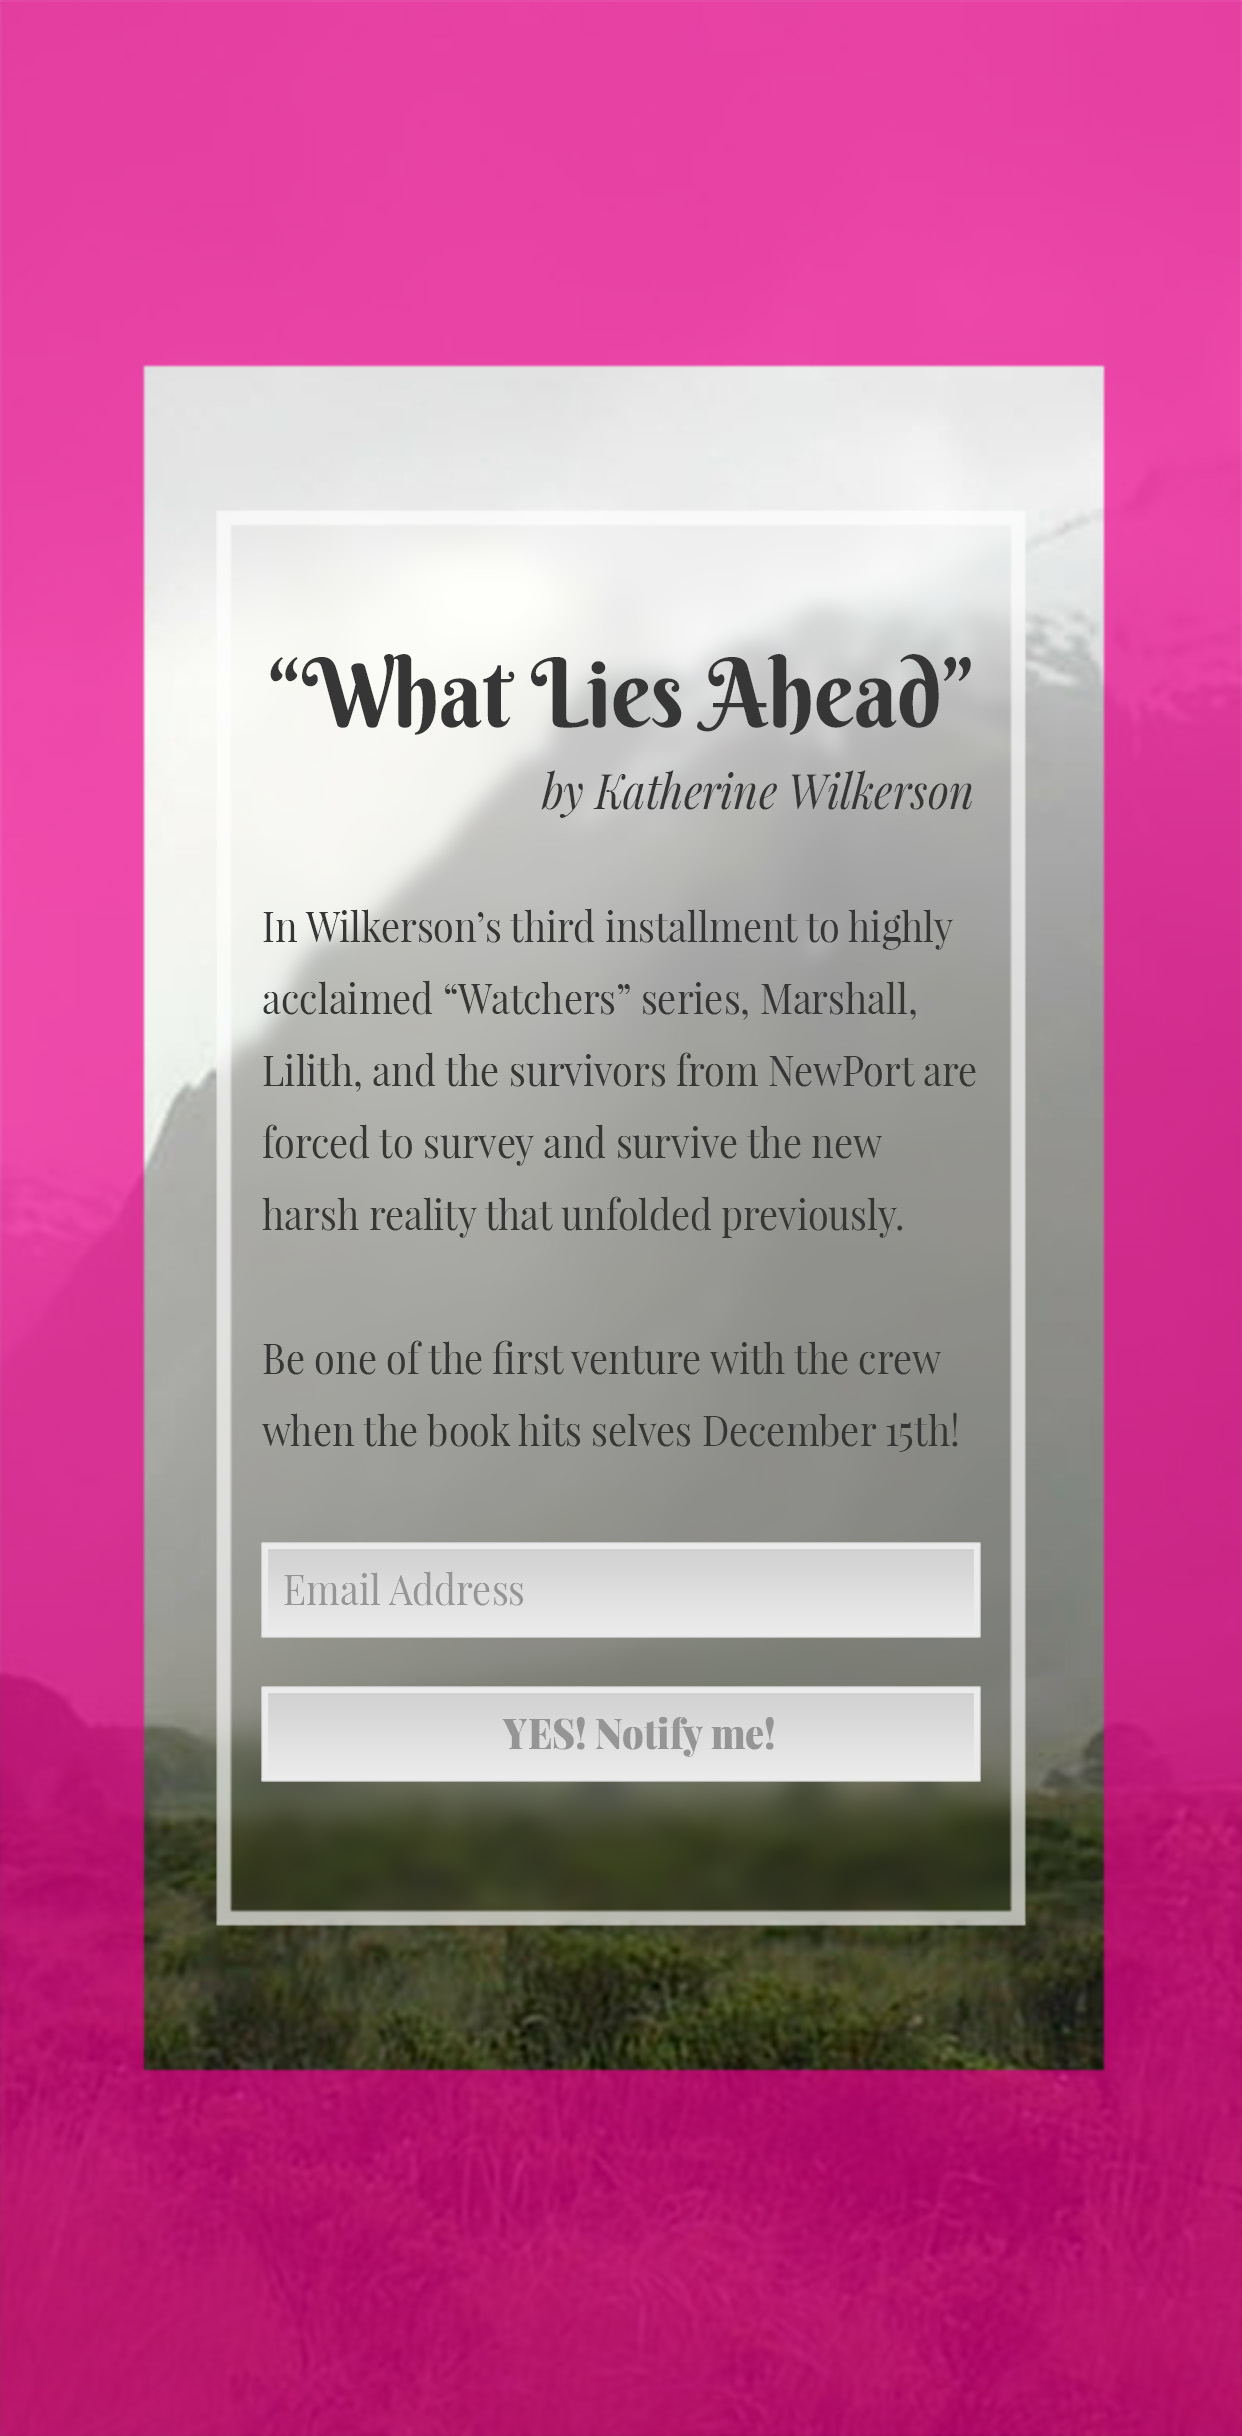 “What Lies Ahead”
by Katherine Wilkerson
In Wilkerson’s third installment to highly
acclaimed “Watchers” series, Marshall,
Lilith, and the survivors from NewPort are
forced to survey and survive the new
harsh reality that unfolded previously.
Be one of the first venture with the crew
when the book hits selves December 15th!
Email Address
YES! Notify me!